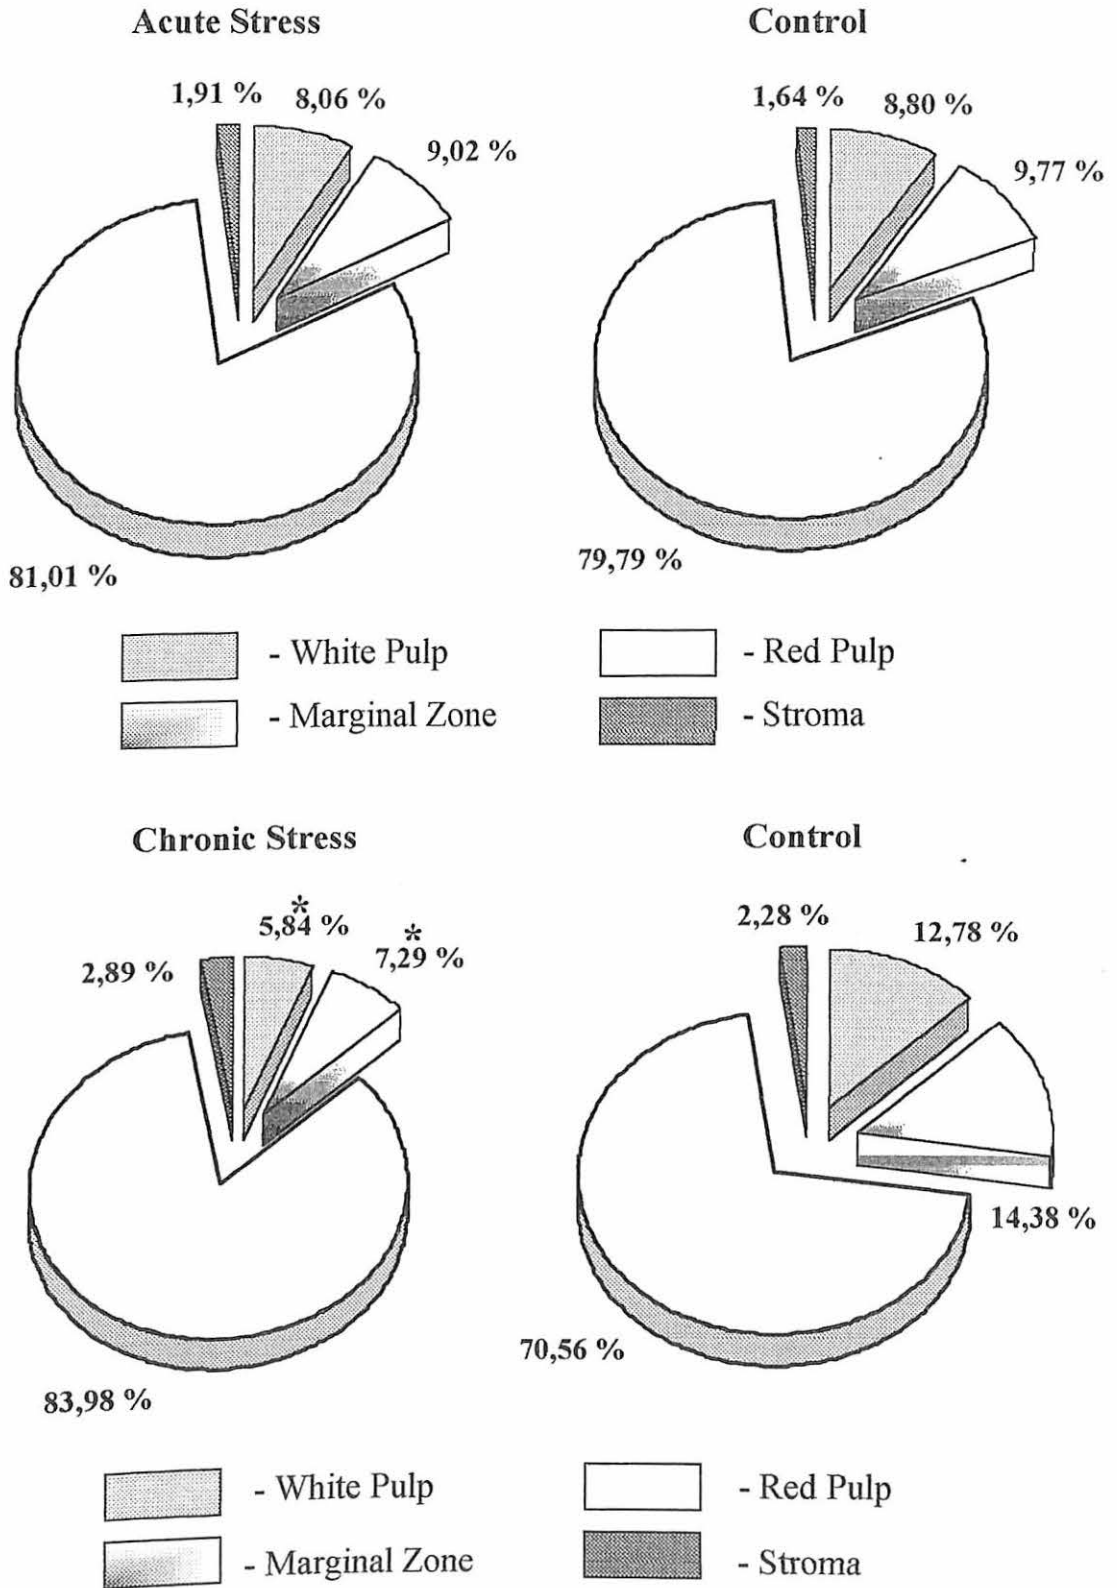 Acute Stress
Control
1,91 %
8,06 %
9,02 %
81,01 %
1,64 %
8,80 %
9,77 %
79,79 %
- White Pulp
- Red Pulp
- Marginal Zone
- Stroma
Chronic Stress
Control
2,89 %
*
5,84 %
*
7,29 %
83,98 %
2,28 %
12,78 %
14,38 %
70,56 %
- White Pulp
- Red Pulp
- Marginal Zone
- Stroma